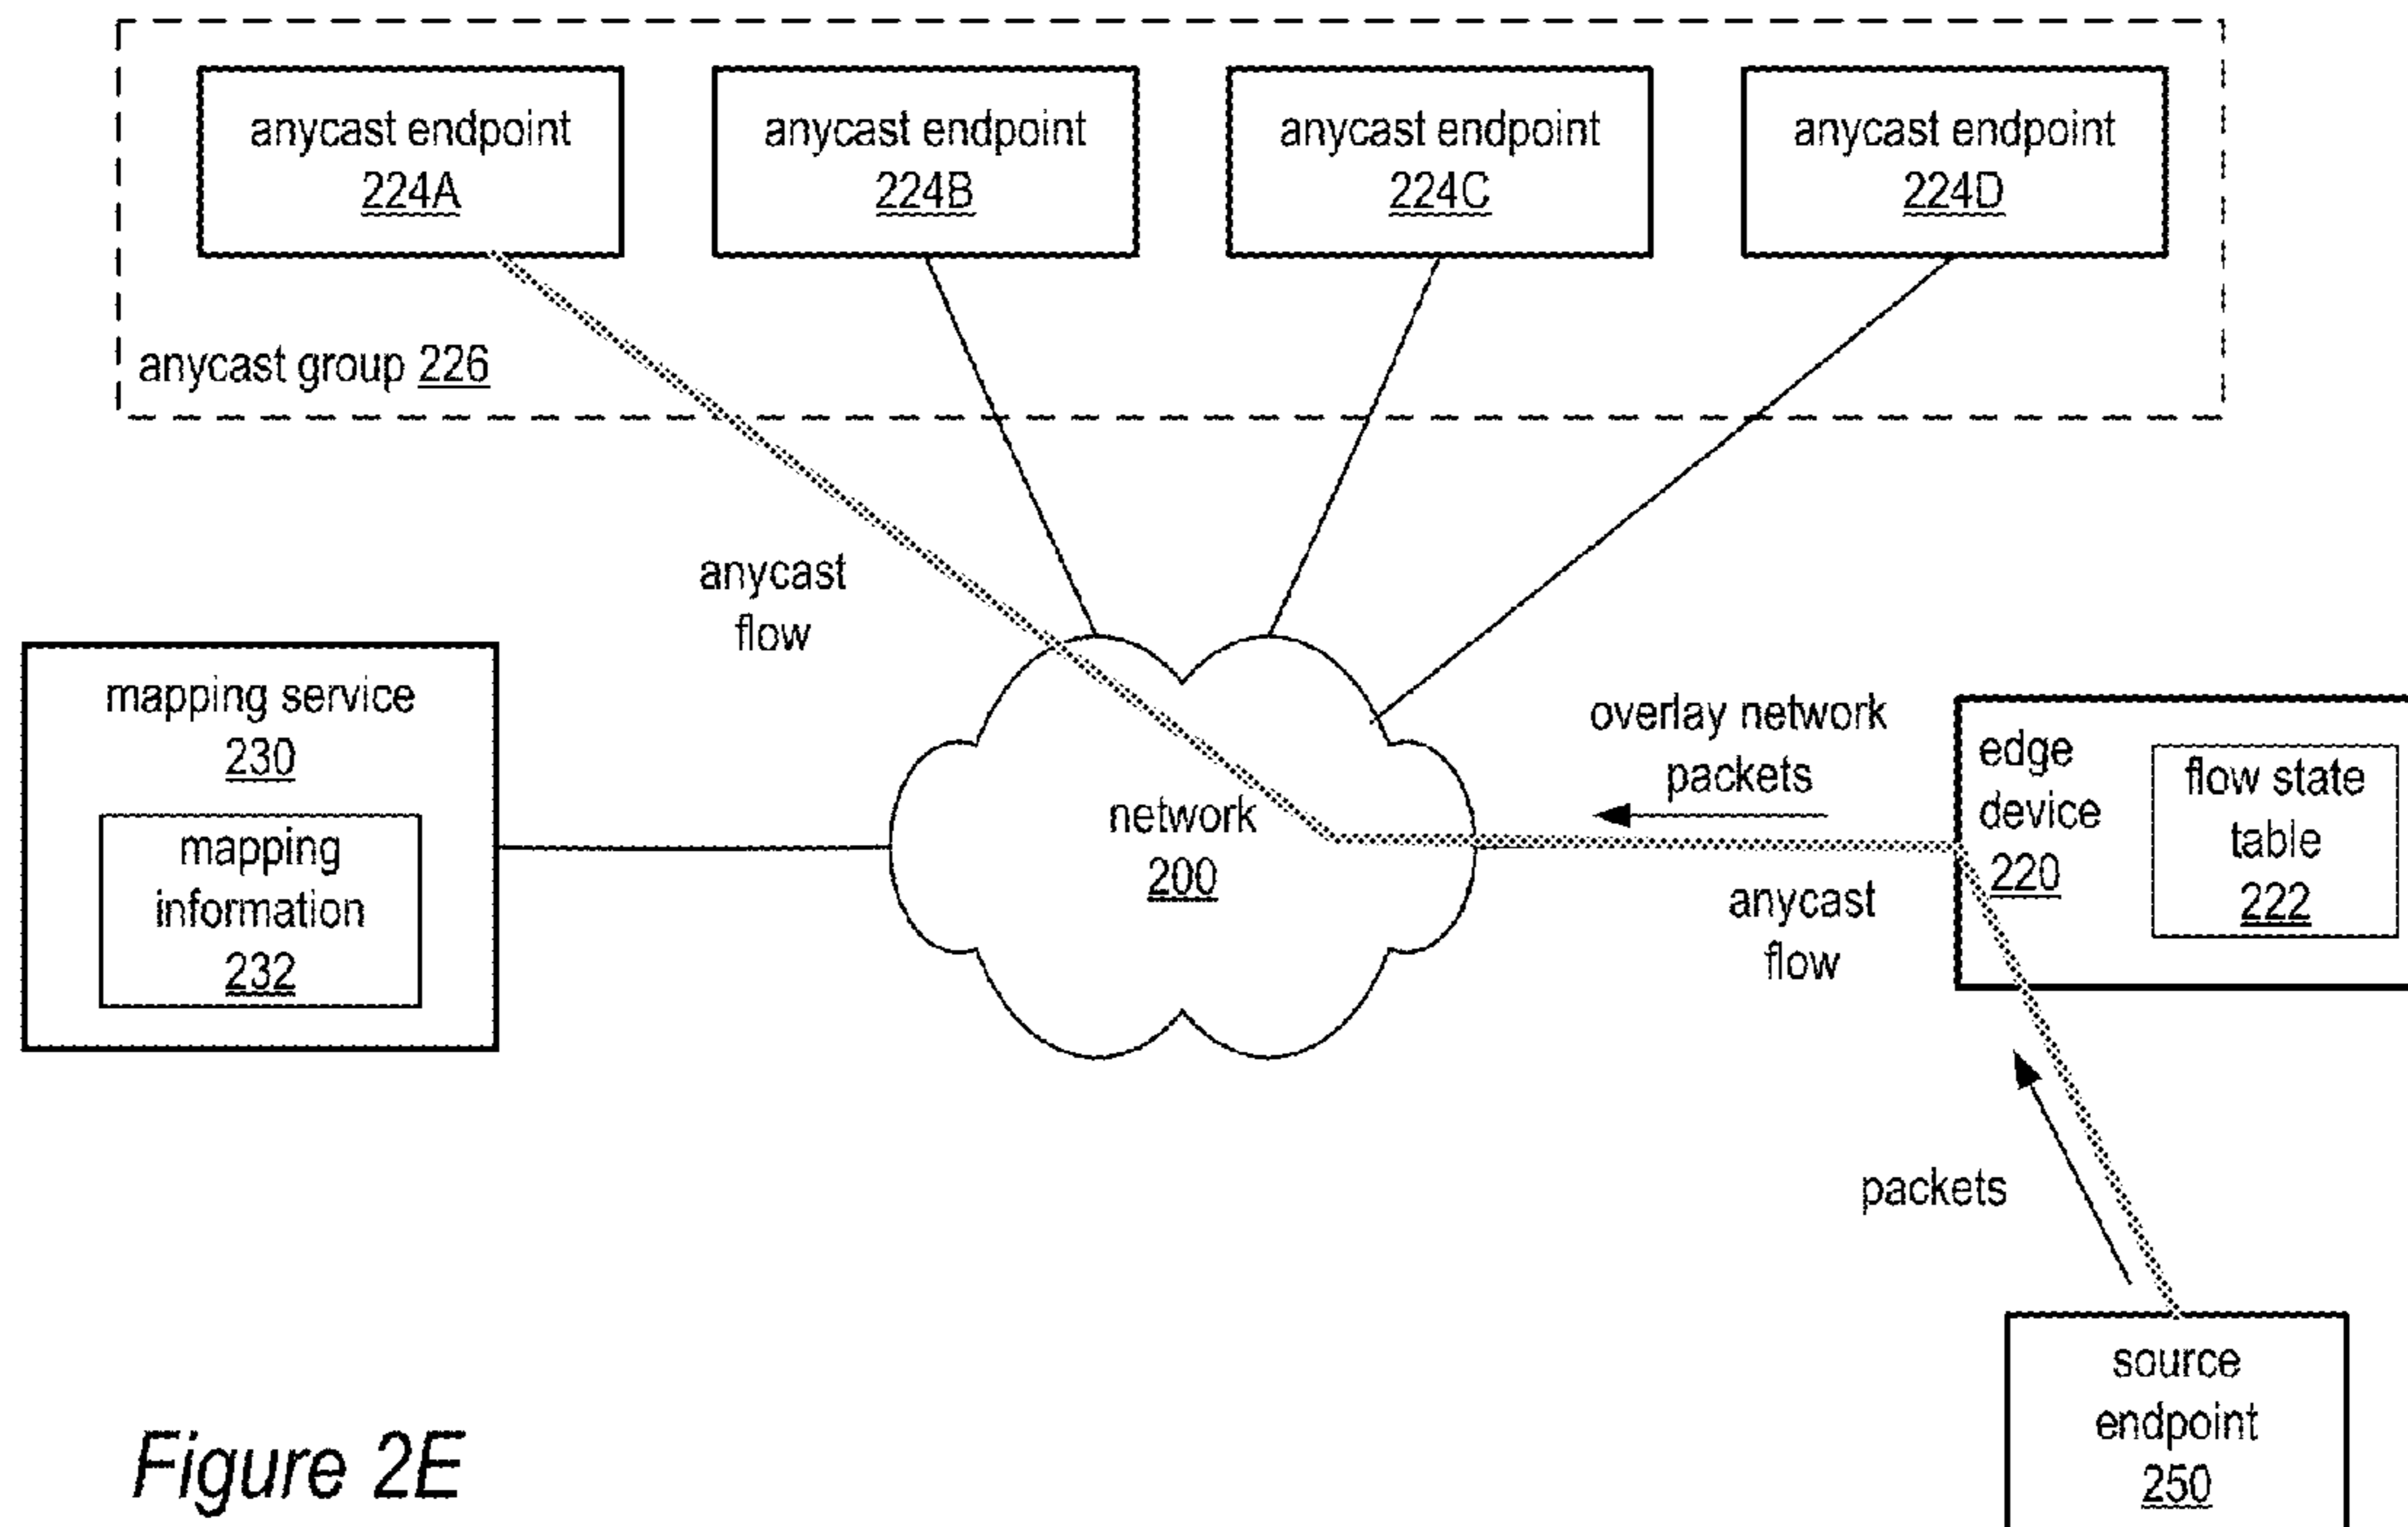 anycast endpoint
224A
anycast endpoint
224B
anycast endpoint
224C
anycast endpoint
224D
anycast group 226
anycast
flow
mapping service
230
mapping
information
232
network
200
overlay network
packets
anycast
flow
edge
device
220
flow state
table
222
packets
source
endpoint
250
Figure 2E